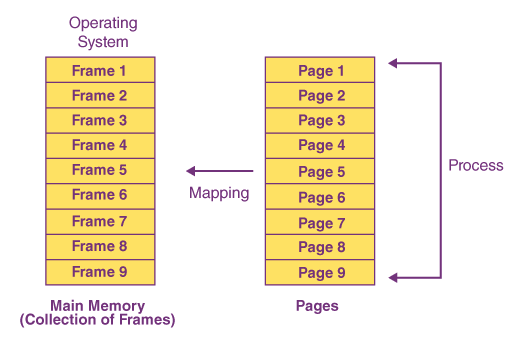 Operating
System
Frame 1
Frame 2
Frame 3
Frame 4
Frame 5
Frame 6
Frame 7
Frame 8
Frame 9
Main Memory
(Collection of Frames)
Mapping
Page 1
Page 2
Page 3
Page 4
Page 5
Page 6
Page 7
Page 8
Page 9
Pages
Process